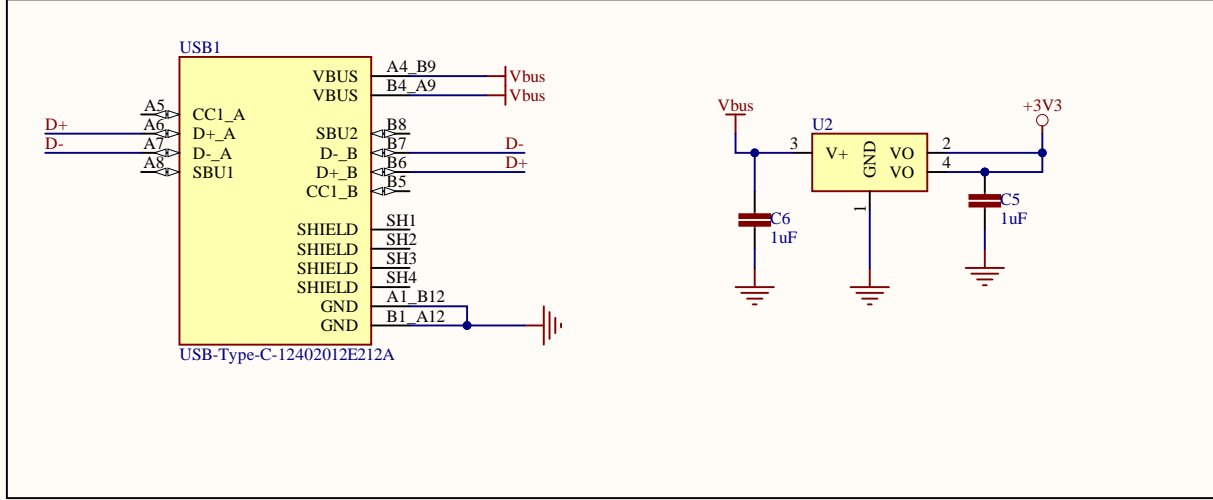 USB1
VBUS A4_B9 Vbus
VBUS B4_A9 Vbus
A5 CC1_A
D+ A6 D+_A
SBU2 B8
D- A7 D-_A
D-_B B7 D-
A8 SBU1
D+_B B6 D+
CC1_B B5
SHIELD SH1
SHIELD SH2
SHIELD SH3
SHIELD SH4
GND A1_B12
GND B1_A12
USB-Type-C-12402012E212A
Vbus
+3V3
U2
3 V+ GND VO 2
VO 4
1
C6
1uF
C5
1uF